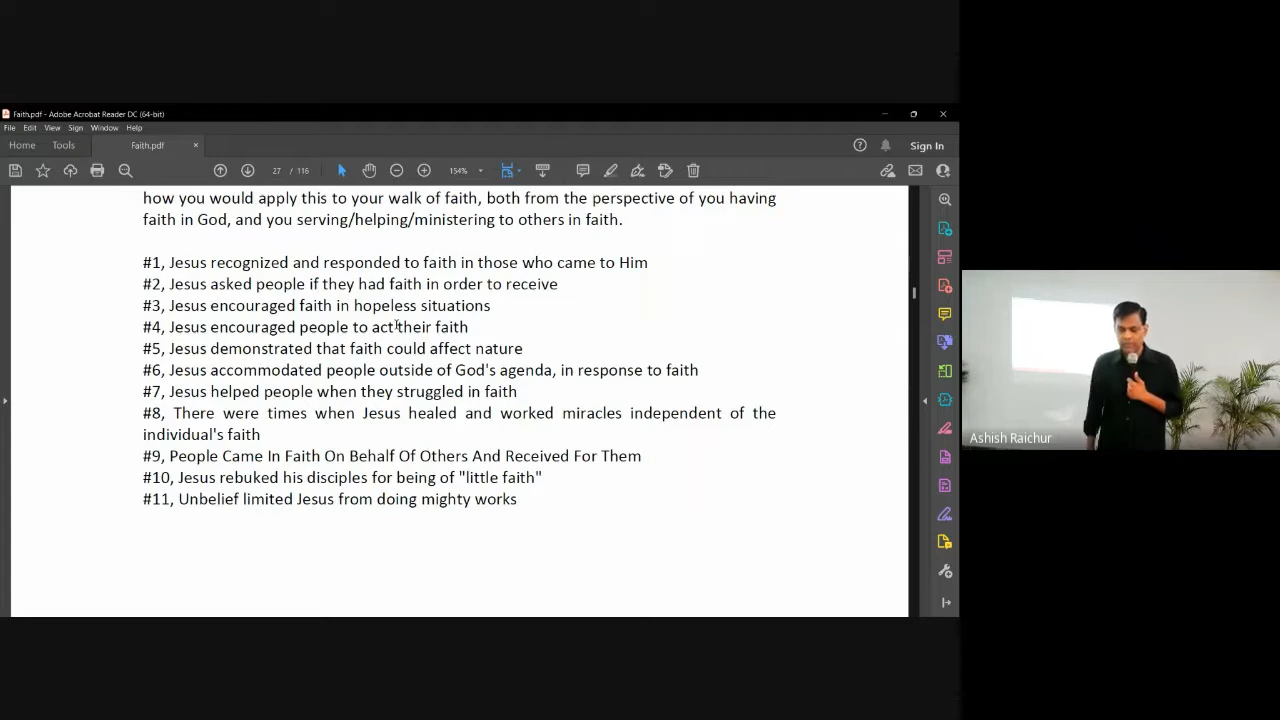 Faith.pdf - Adobe Acrobat Reader DC (64-bit)
File Edit View Sign Window Help
Home Tools Faith.pdf × Sign In
27 / 116 154%
how you would apply this to your walk of faith, both from the perspective of you having
faith in God, and you serving/helping/ministering to others in faith.
#1, Jesus recognized and responded to faith in those who came to Him
#2, Jesus asked people if they had faith in order to receive
#3, Jesus encouraged faith in hopeless situations
#4, Jesus encouraged people to act their faith
#5, Jesus demonstrated that faith could affect nature
#6, Jesus accommodated people outside of God's agenda, in response to faith
#7, Jesus helped people when they struggled in faith
#8, There were times when Jesus healed and worked miracles independent of the
individual's faith
#9, People Came In Faith On Behalf Of Others And Received For Them
#10, Jesus rebuked his disciples for being of "little faith"
#11, Unbelief limited Jesus from doing mighty works
Ashish Raichur